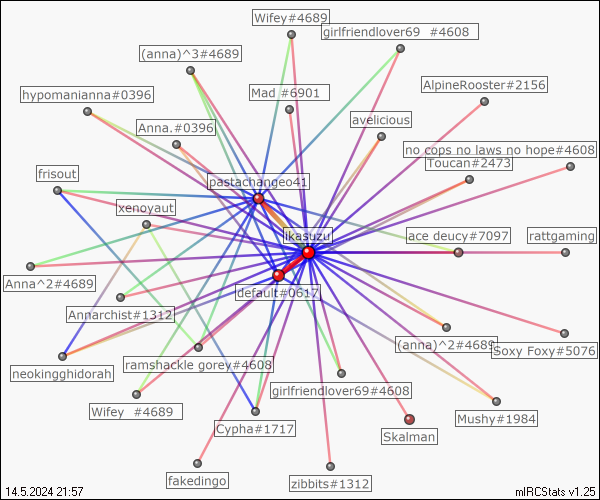 Wifey#4689
girlfriendlover69  #4608
(anna)^3#4689
AlpineRooster#2156
hypomanianna#0396
Mad #6901
avelicious
Anna.#0396
no cops no laws no hope#4608
Toucan#2473
frisout
pastachangeo41
xenoyaut
ikasuzu
ace deucy#7097
rattgaming
Anna^2#4689
default#0617
Annarchist#1312
(anna)^2#4689
Soxy Foxy#5076
neokingghidorah
ramshackle gorey#4608
girlfriendlover69#4608
Wifey  #4689
Mushy#1984
Cypha#1717
Skalman
fakedingo
zibbits#1312
14.5.2024 21:57
mIRCStats v1.25